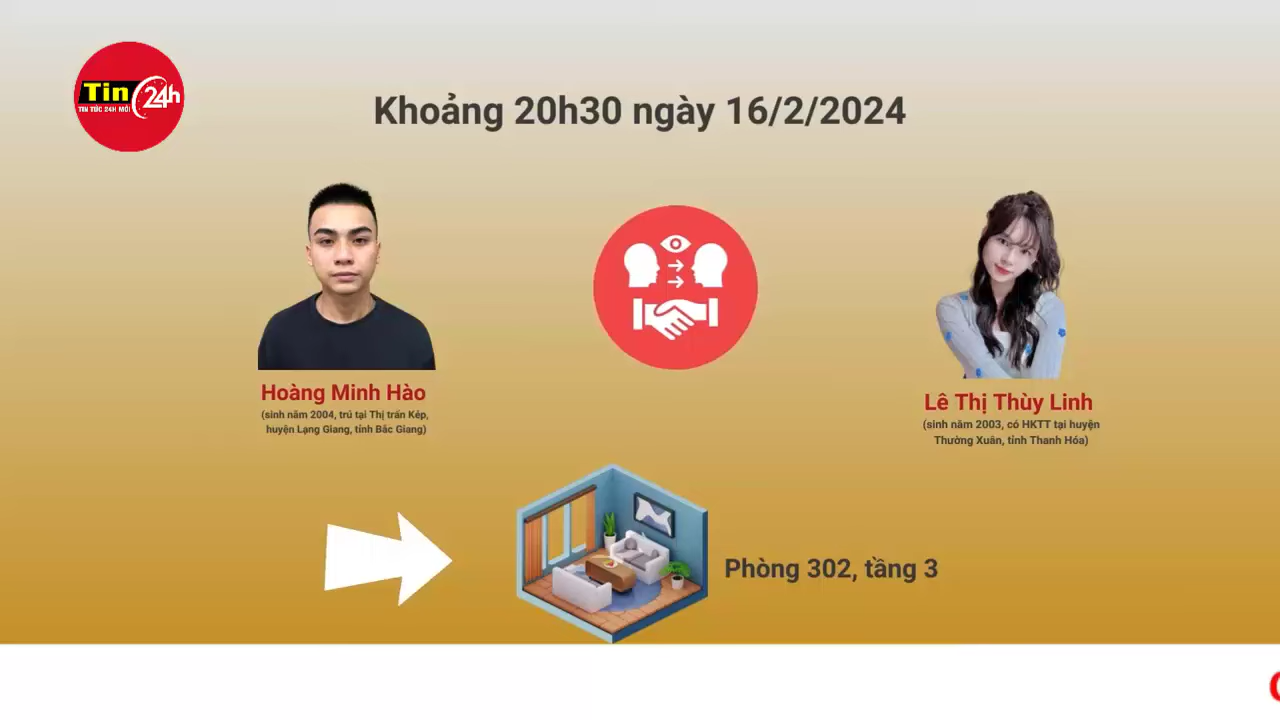 Tin 24h
TIN TỨC 24H MỚI
Khoảng 20h30 ngày 16/2/2024
Hoàng Minh Hào
(sinh năm 2004, trú tại Thị trấn Kép,
huyện Lạng Giang, tỉnh Bắc Giang)
Lê Thị Thùy Linh
(sinh năm 2003, có HKTT tại huyện
Thường Xuân, tỉnh Thanh Hóa)
Phòng 302, tầng 3